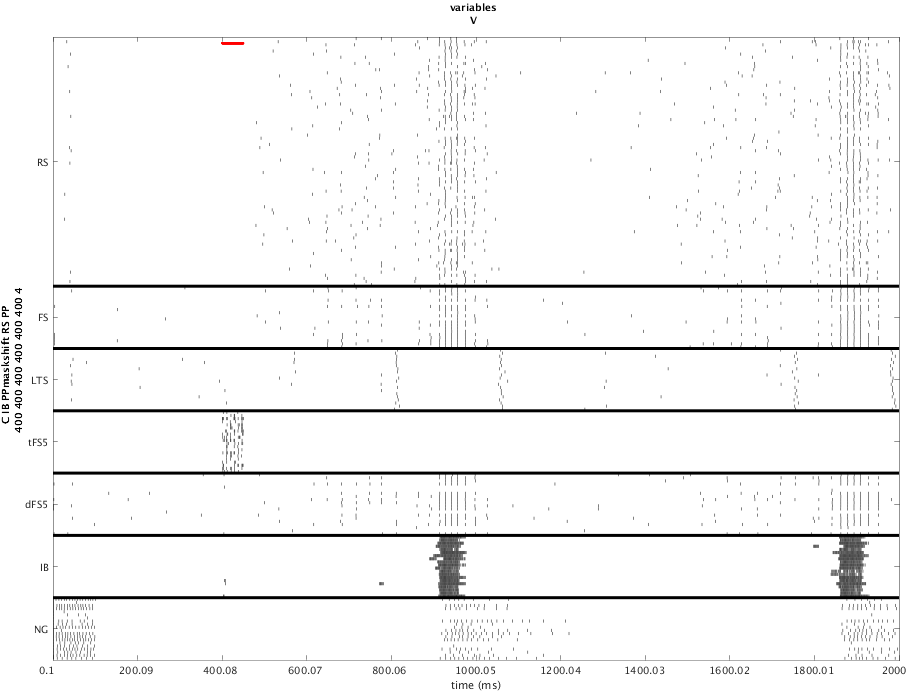 variables
V
C IB PPmaskshift RS PP
400 400 400 400 400 400 4
RS
FS
LTS
tFS5
dFS5
IB
NG
0.1 200.09 400.08 600.07 800.06 1000.05 1200.04 1400.03 1600.02 1800.01 2000
time (ms)